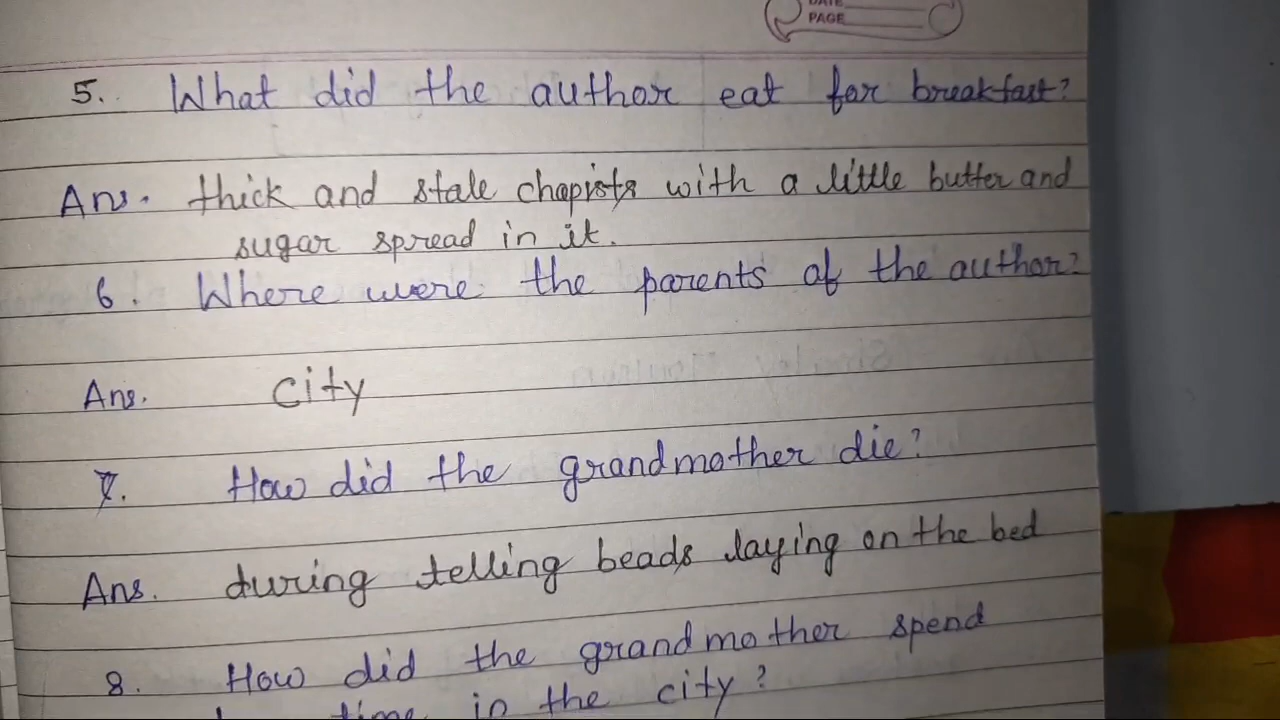 DATE
PAGE
5. What did the author eat for breakfast?
Ans. thick and stale with a little butter and
sugar spread in it.
6. Where were the parents of the author?
Ans. City
7. How did the grandmother die?
Ans. during telling beads laying on the bed
8. How did the grandmother spend
time in the city?